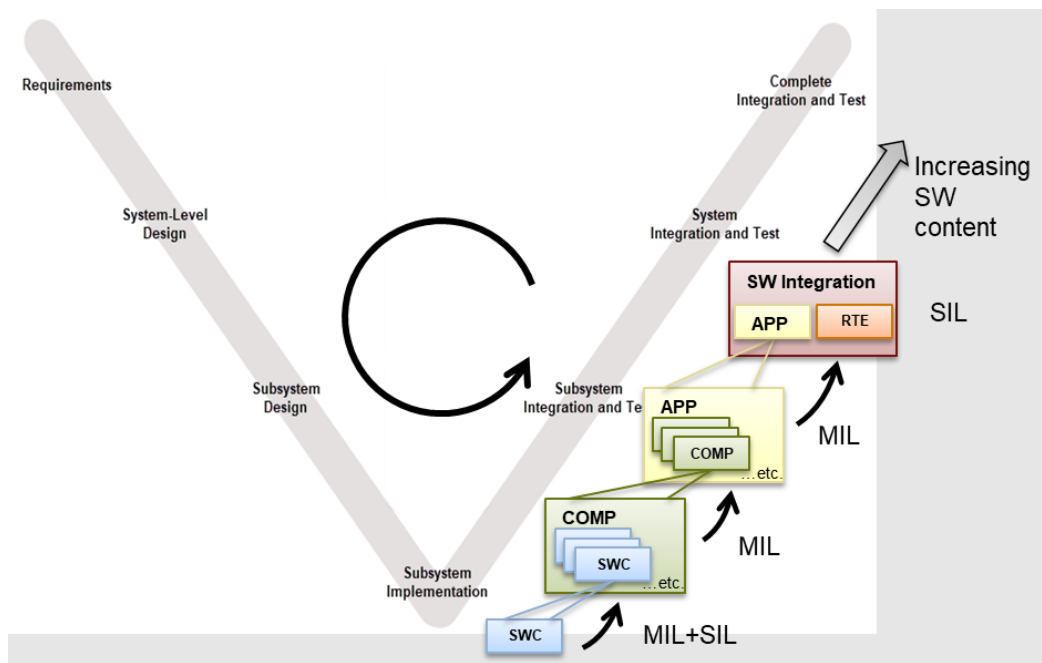 Requirements
Complete
Integration and Test
Increasing
SW
content
System-Level
Design
System
Integration and Test
SW Integration
APP
RTE
SIL
Subsystem
Design
Subsystem
Integration and Te
APP
COMP
...etc.
MIL
COMP
SWC
...etc.
MIL
Subsystem
Implementation
SWC
MIL+SIL